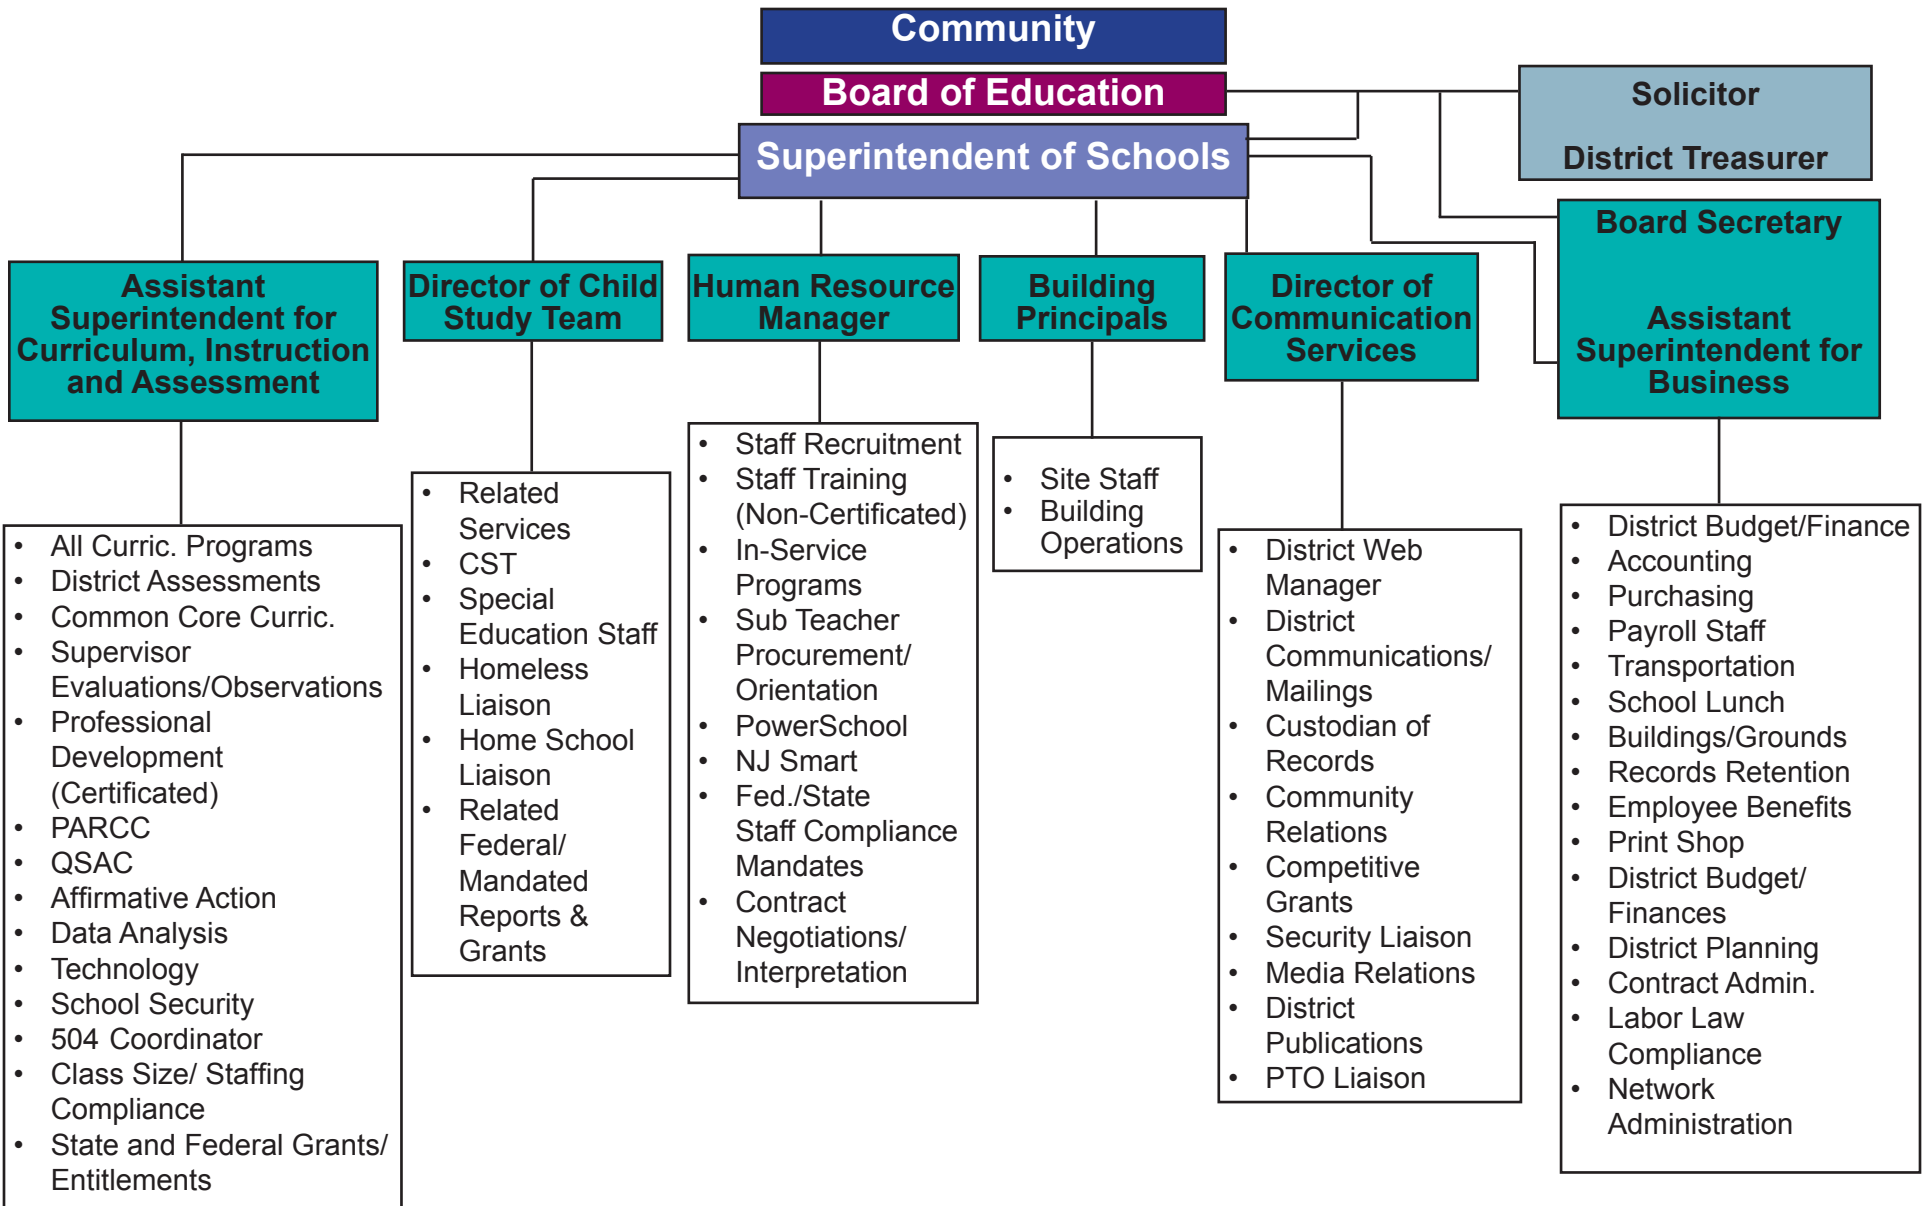 Community
Board of Education
Superintendent of Schools
Solicitor
District Treasurer
Board Secretary
Assistant
Superintendent for
Business
Assistant
Superintendent for
Curriculum, Instruction
and Assessment
Director of Child
Study Team
Human Resource
Manager
Building
Principals
Director of
Communication
Services
• All Curric. Programs
• District Assessments
• Common Core Curric.
• Supervisor
Evaluations/Observations
• Professional
Development
(Certificated)
• PARCC
• QSAC
• Affirmative Action
• Data Analysis
• Technology
• School Security
• 504 Coordinator
• Class Size/ Staffing
Compliance
• State and Federal Grants/
Entitlements
• Related
Services
• CST
• Special
Education Staff
• Homeless
Liaison
• Home School
Liaison
• Related
Federal/
Mandated
Reports &
Grants
• Staff Recruitment
• Staff Training
(Non-Certificated)
• In-Service
Programs
• Sub Teacher
Procurement/
Orientation
• PowerSchool
• NJ Smart
• Fed./State
Staff Compliance
Mandates
• Contract
Negotiations/
Interpretation
• Site Staff
• Building
Operations
• District Web
Manager
• District
Communications/
Mailings
• Custodian of
Records
• Community
Relations
• Competitive
Grants
• Security Liaison
• Media Relations
• District
Publications
• PTO Liaison
• District Budget/Finance
• Accounting
• Purchasing
• Payroll Staff
• Transportation
• School Lunch
• Buildings/Grounds
• Records Retention
• Employee Benefits
• Print Shop
• District Budget/
Finances
• District Planning
• Contract Admin.
• Labor Law
Compliance
• Network
Administration